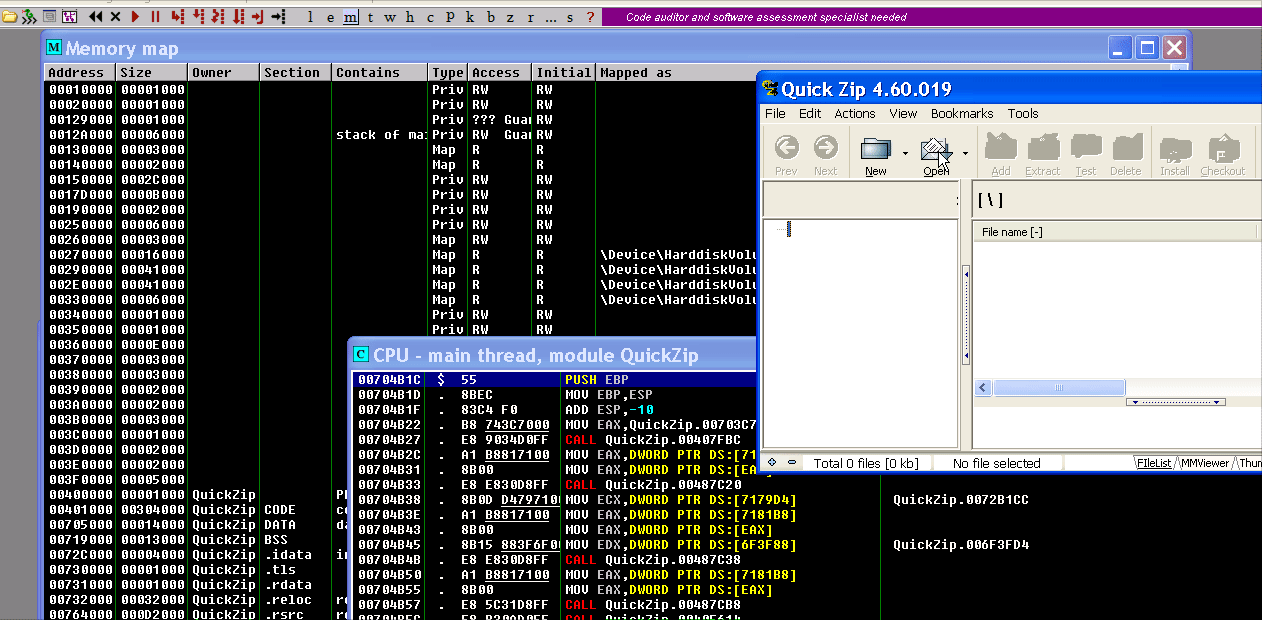 l e m t w h c P k b z r ... s ?
Code auditor and software assessment specialist needed
Memory map
Address Size Owner Section Contains Type Access Initial Mapped as
00010000 00001000 Priv RW RW
00020000 00001000 Priv RW RW
00129000 00001000 Priv ??? Guar RW
0012A000 00006000 stack of ma: Priv RW Guar RW
00130000 00003000 Map R R
00140000 00002000 Map R R
00150000 0002C000 Priv RW RW
0017D000 0000B000 Priv RW RW
00190000 00002000 Priv RW RW
00250000 00006000 Priv RW RW
00260000 00003000 Map RW RW
00270000 00016000 Map R R \Device\HarddiskVolu
00290000 00041000 Map R R \Device\HarddiskVolu
002E0000 00041000 Map R R \Device\HarddiskVolu
00330000 00006000 Map R R \Device\HarddiskVolu
00340000 00001000 Priv RW RW
00350000 00001000 Priv RW RW
00360000 0000E000
00370000 00003000
00380000 00003000
00390000 00002000
003A0000 00002000
003B0000 00003000
003C0000 00001000
003D0000 00002000
003E0000 00002000
003F0000 00005000
00400000 00001000 QuickZip
00401000 00304000 QuickZip CODE
00705000 00014000 QuickZip DATA
00719000 00013000 QuickZip BSS
0072C000 00004000 QuickZip .idata
00730000 00001000 QuickZip .tls
00731000 00001000 QuickZip .rdata
00732000 00032000 QuickZip .reloc
00764000 000D2000 QuickZip .rsrc
CPU - main thread, module QuickZip
00704B1C $ 55 PUSH EBP
00704B1D . 8BEC MOV EBP,ESP
00704B1F . 83C4 F0 ADD ESP,-10
00704B22 . B8 743C7000 MOV EAX,QuickZip.00703C7
00704B27 . E8 9034D0FF CALL QuickZip.00407FBC
00704B2C . A1 B8817100 MOV EAX,DWORD PTR DS:[71
00704B31 . 8B00 MOV EAX,DWORD PTR DS:[EA
00704B33 . E8 E830D8FF CALL QuickZip.00487C20
00704B38 . 8B0D D4797100 MOV ECX,DWORD PTR DS:[7179D4] QuickZip.0072B1CC
00704B3E . A1 B8817100 MOV EAX,DWORD PTR DS:[7181B8]
00704B43 . 8B00 MOV EAX,DWORD PTR DS:[EAX]
00704B45 . 8B15 883F6F00 MOV EDX,DWORD PTR DS:[6F3F88] QuickZip.006F3FD4
00704B4B . E8 E830D8FF CALL QuickZip.00487C38
00704B50 . A1 B8817100 MOV EAX,DWORD PTR DS:[7181B8]
00704B55 . 8B00 MOV EAX,DWORD PTR DS:[EAX]
00704B57 . E8 5C31D8FF CALL QuickZip.00487CB8
Quick Zip 4.60.019
File Edit Actions View Bookmarks Tools
Prev Next New Open Add Extract Test Delete Install Checkout
: [ \ ]
File name [-]
Total 0 files [0 kb] No file selected FIleList MMViewer Thun